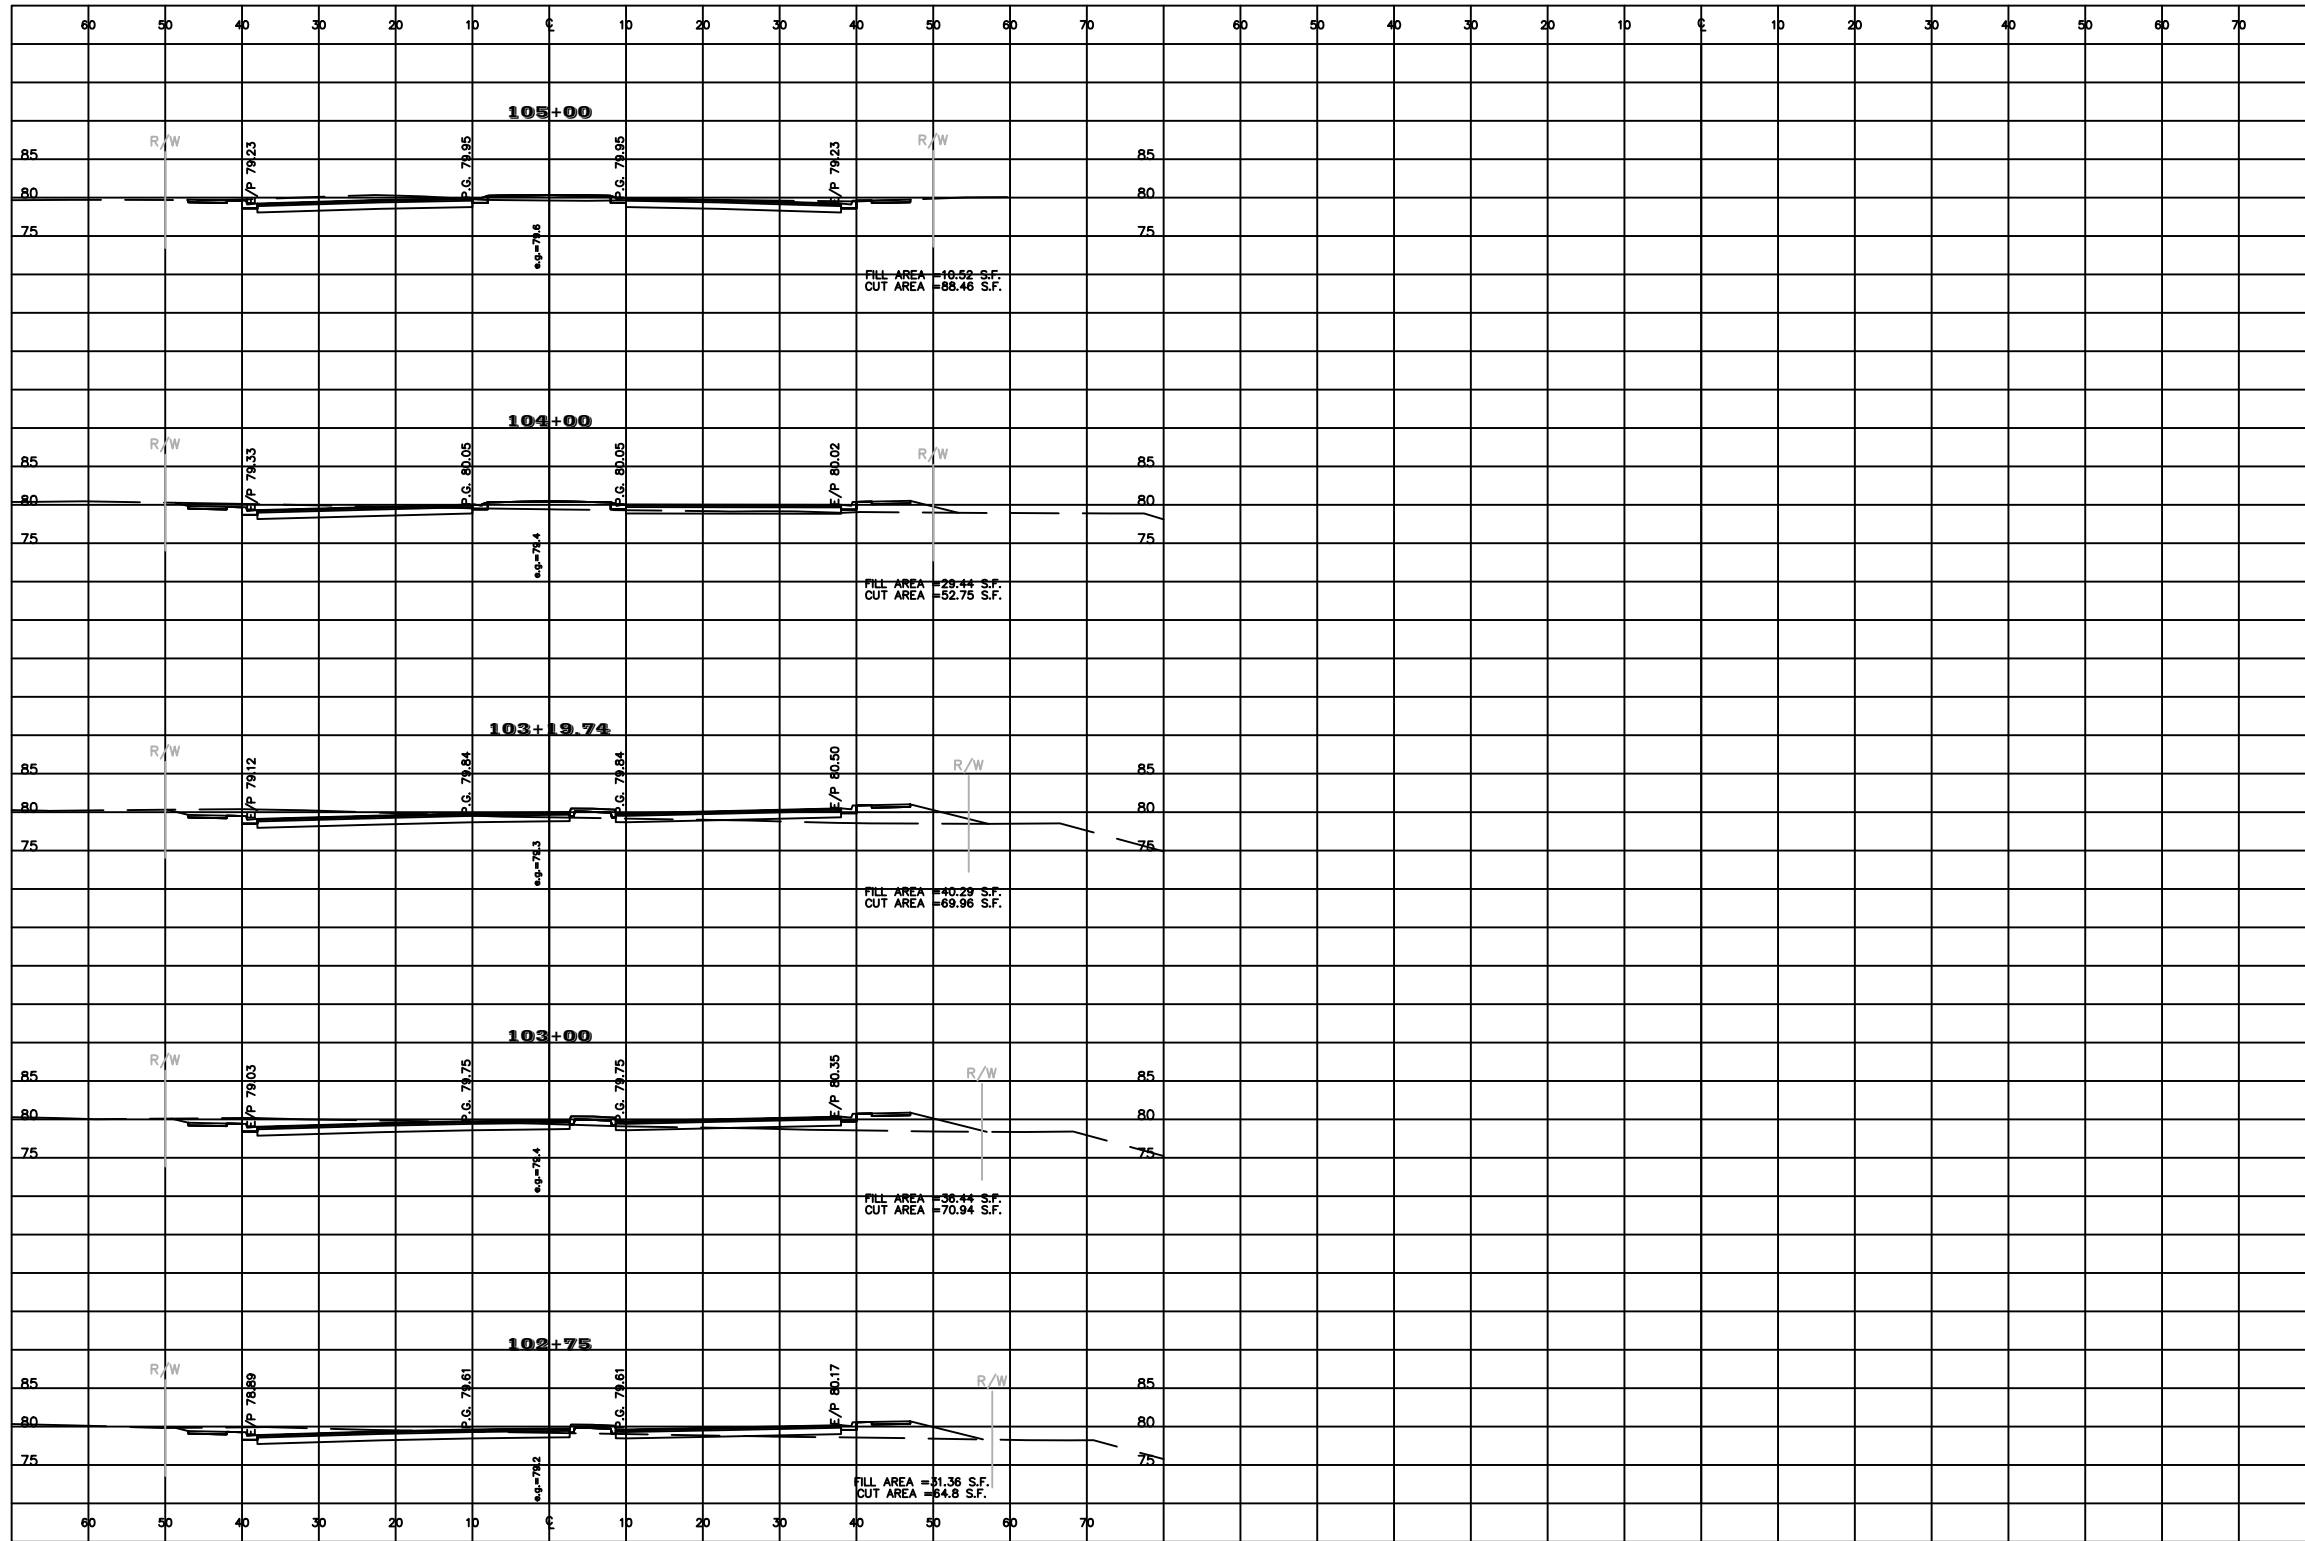 60 50 40 30 20 10 ℄ 10 20 30 40 50 60 70 60 50 40 30 20 10 ℄ 10 20 30 40 50 60 70
105+00
R/W R/W
E/P 79.23 P.G. 79.95 P.G. 79.95 E/P 79.23
85 85
80 80
75 75
e.g.=79.6
FILL AREA =10.52 S.F.
CUT AREA =88.46 S.F.
104+00
R/W R/W
E/P 79.33 P.G. 80.05 P.G. 80.05 E/P 80.02
85 85
80 80
75 75
e.g.=79.4
FILL AREA =29.44 S.F.
CUT AREA =52.75 S.F.
103+19.74
R/W R/W
E/P 79.12 P.G. 79.84 P.G. 79.84 E/P 80.50
85 85
80 80
75 75
e.g.=79.3
FILL AREA =40.29 S.F.
CUT AREA =69.96 S.F.
103+00
R/W R/W
E/P 79.03 P.G. 79.75 P.G. 79.75 E/P 80.35
85 85
80 80
75 75
e.g.=79.4
FILL AREA =36.44 S.F.
CUT AREA =70.94 S.F.
102+75
R/W R/W
E/P 78.89 P.G. 79.61 P.G. 79.61 E/P 80.17
85 85
80 80
75 75
e.g.=79.2
FILL AREA =31.36 S.F.
CUT AREA =64.8 S.F.
60 50 40 30 20 10 ℄ 10 20 30 40 50 60 70